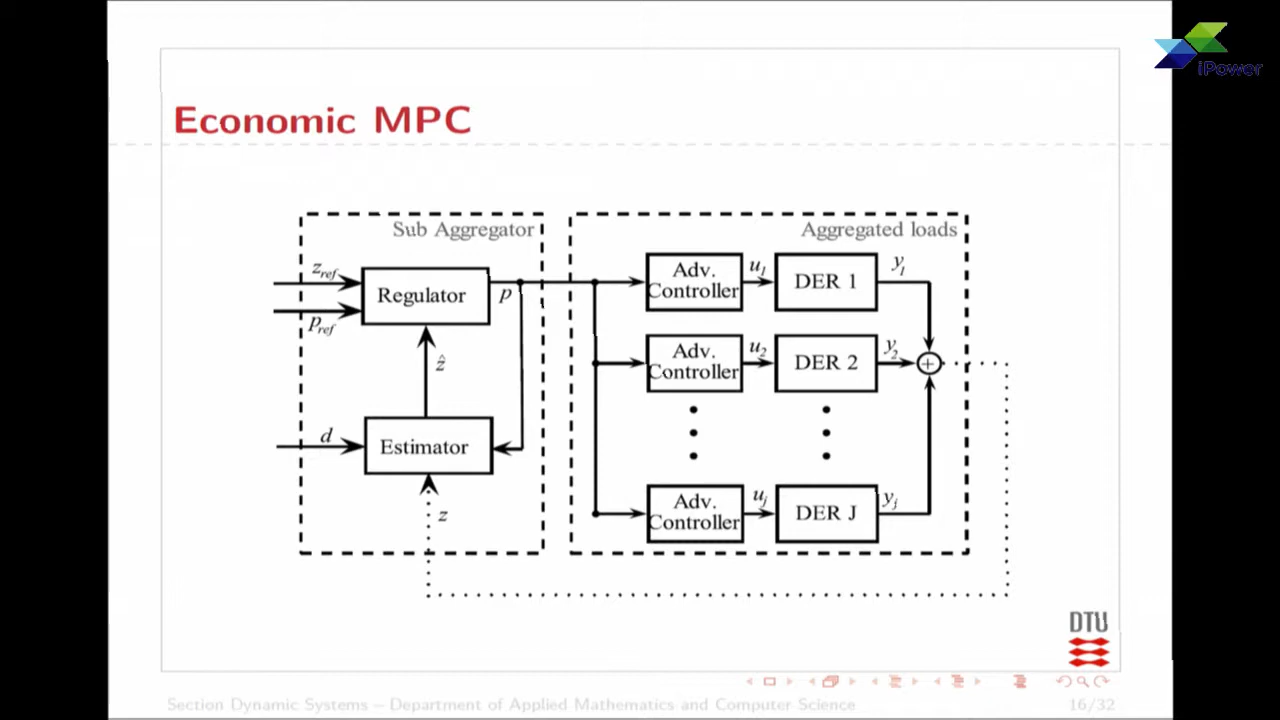 iPower
Economic MPC
Sub Aggregator
Aggregated loads
z_ref
p_ref
Regulator
p
ẑ
d
Estimator
z
Adv.
Controller
u_1
DER 1
y_1
Adv.
Controller
u_2
DER 2
y_2
+
Adv.
Controller
u_j
DER J
y_j
DTU
Section Dynamic Systems – Department of Applied Mathematics and Computer Science
16/32